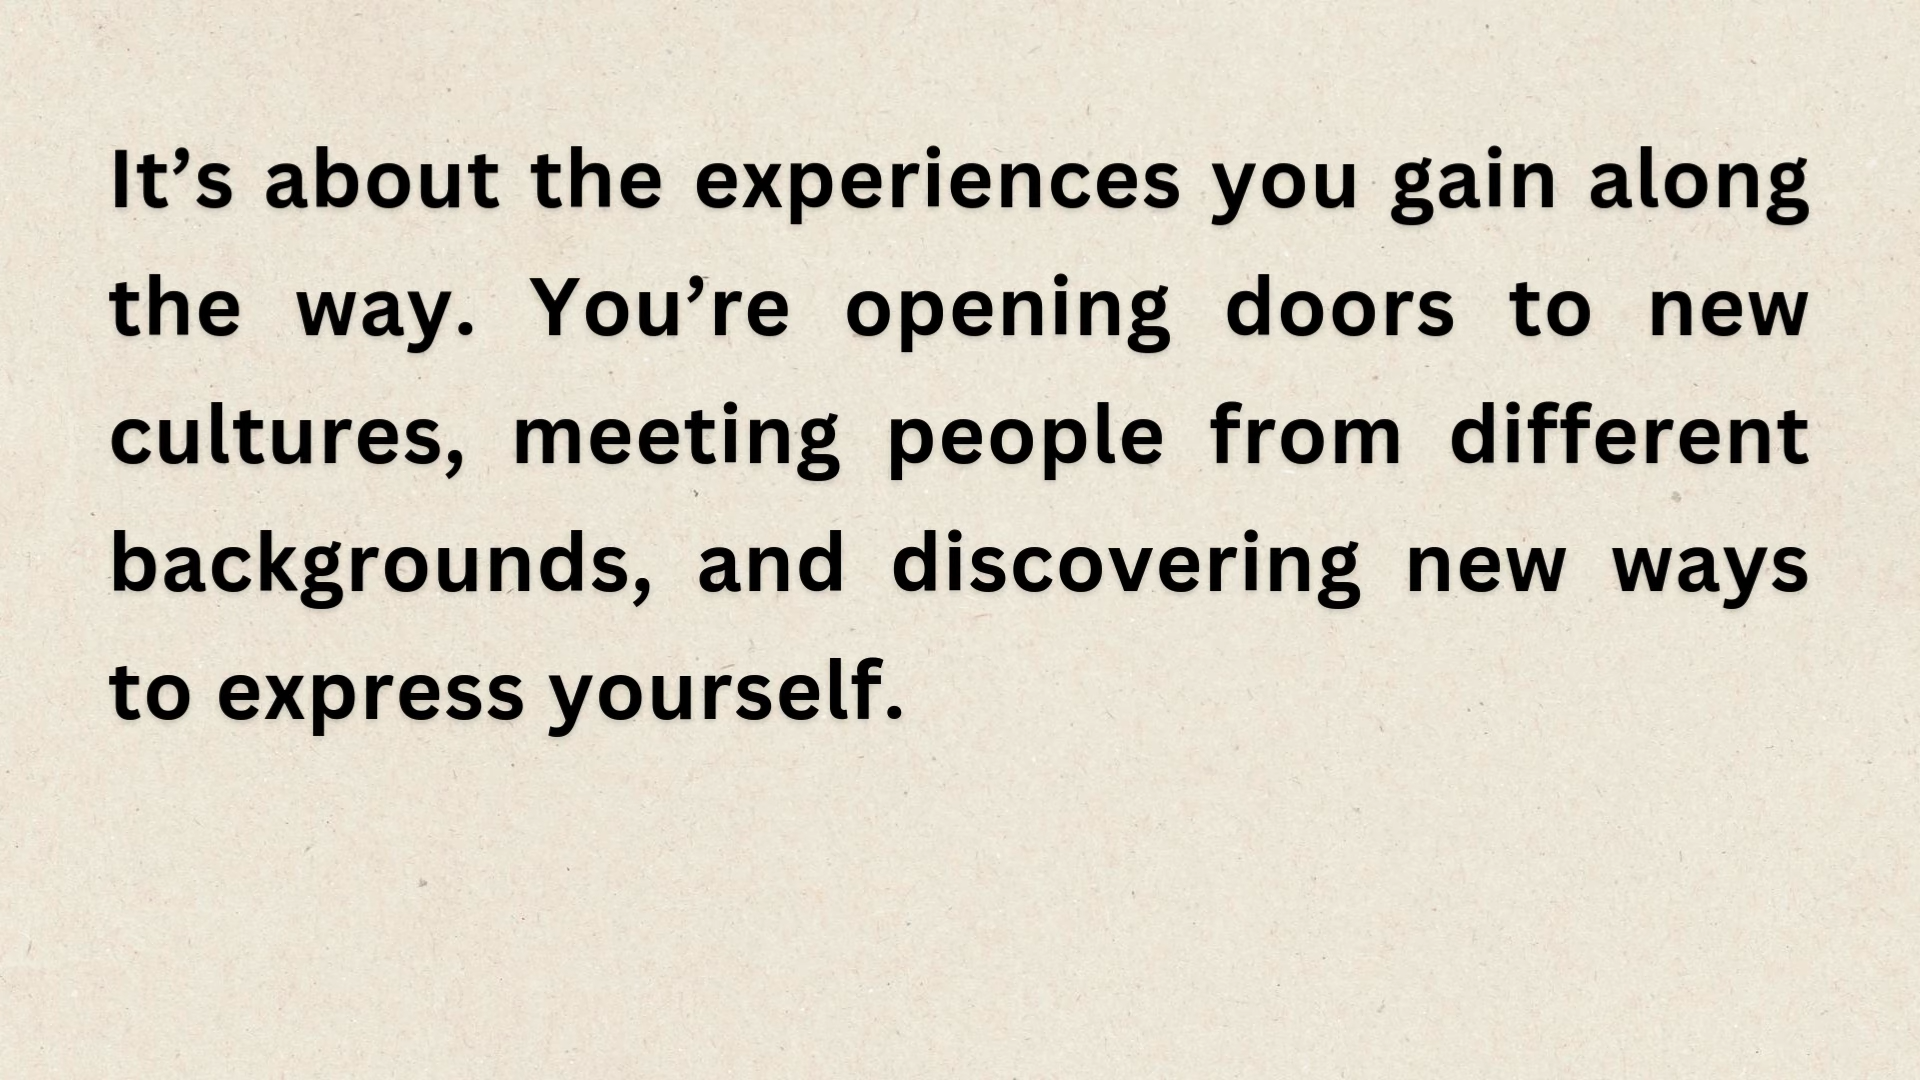 It’s about the experiences you gain along
the way. You’re opening doors to new
cultures, meeting people from different
backgrounds, and discovering new ways
to express yourself.